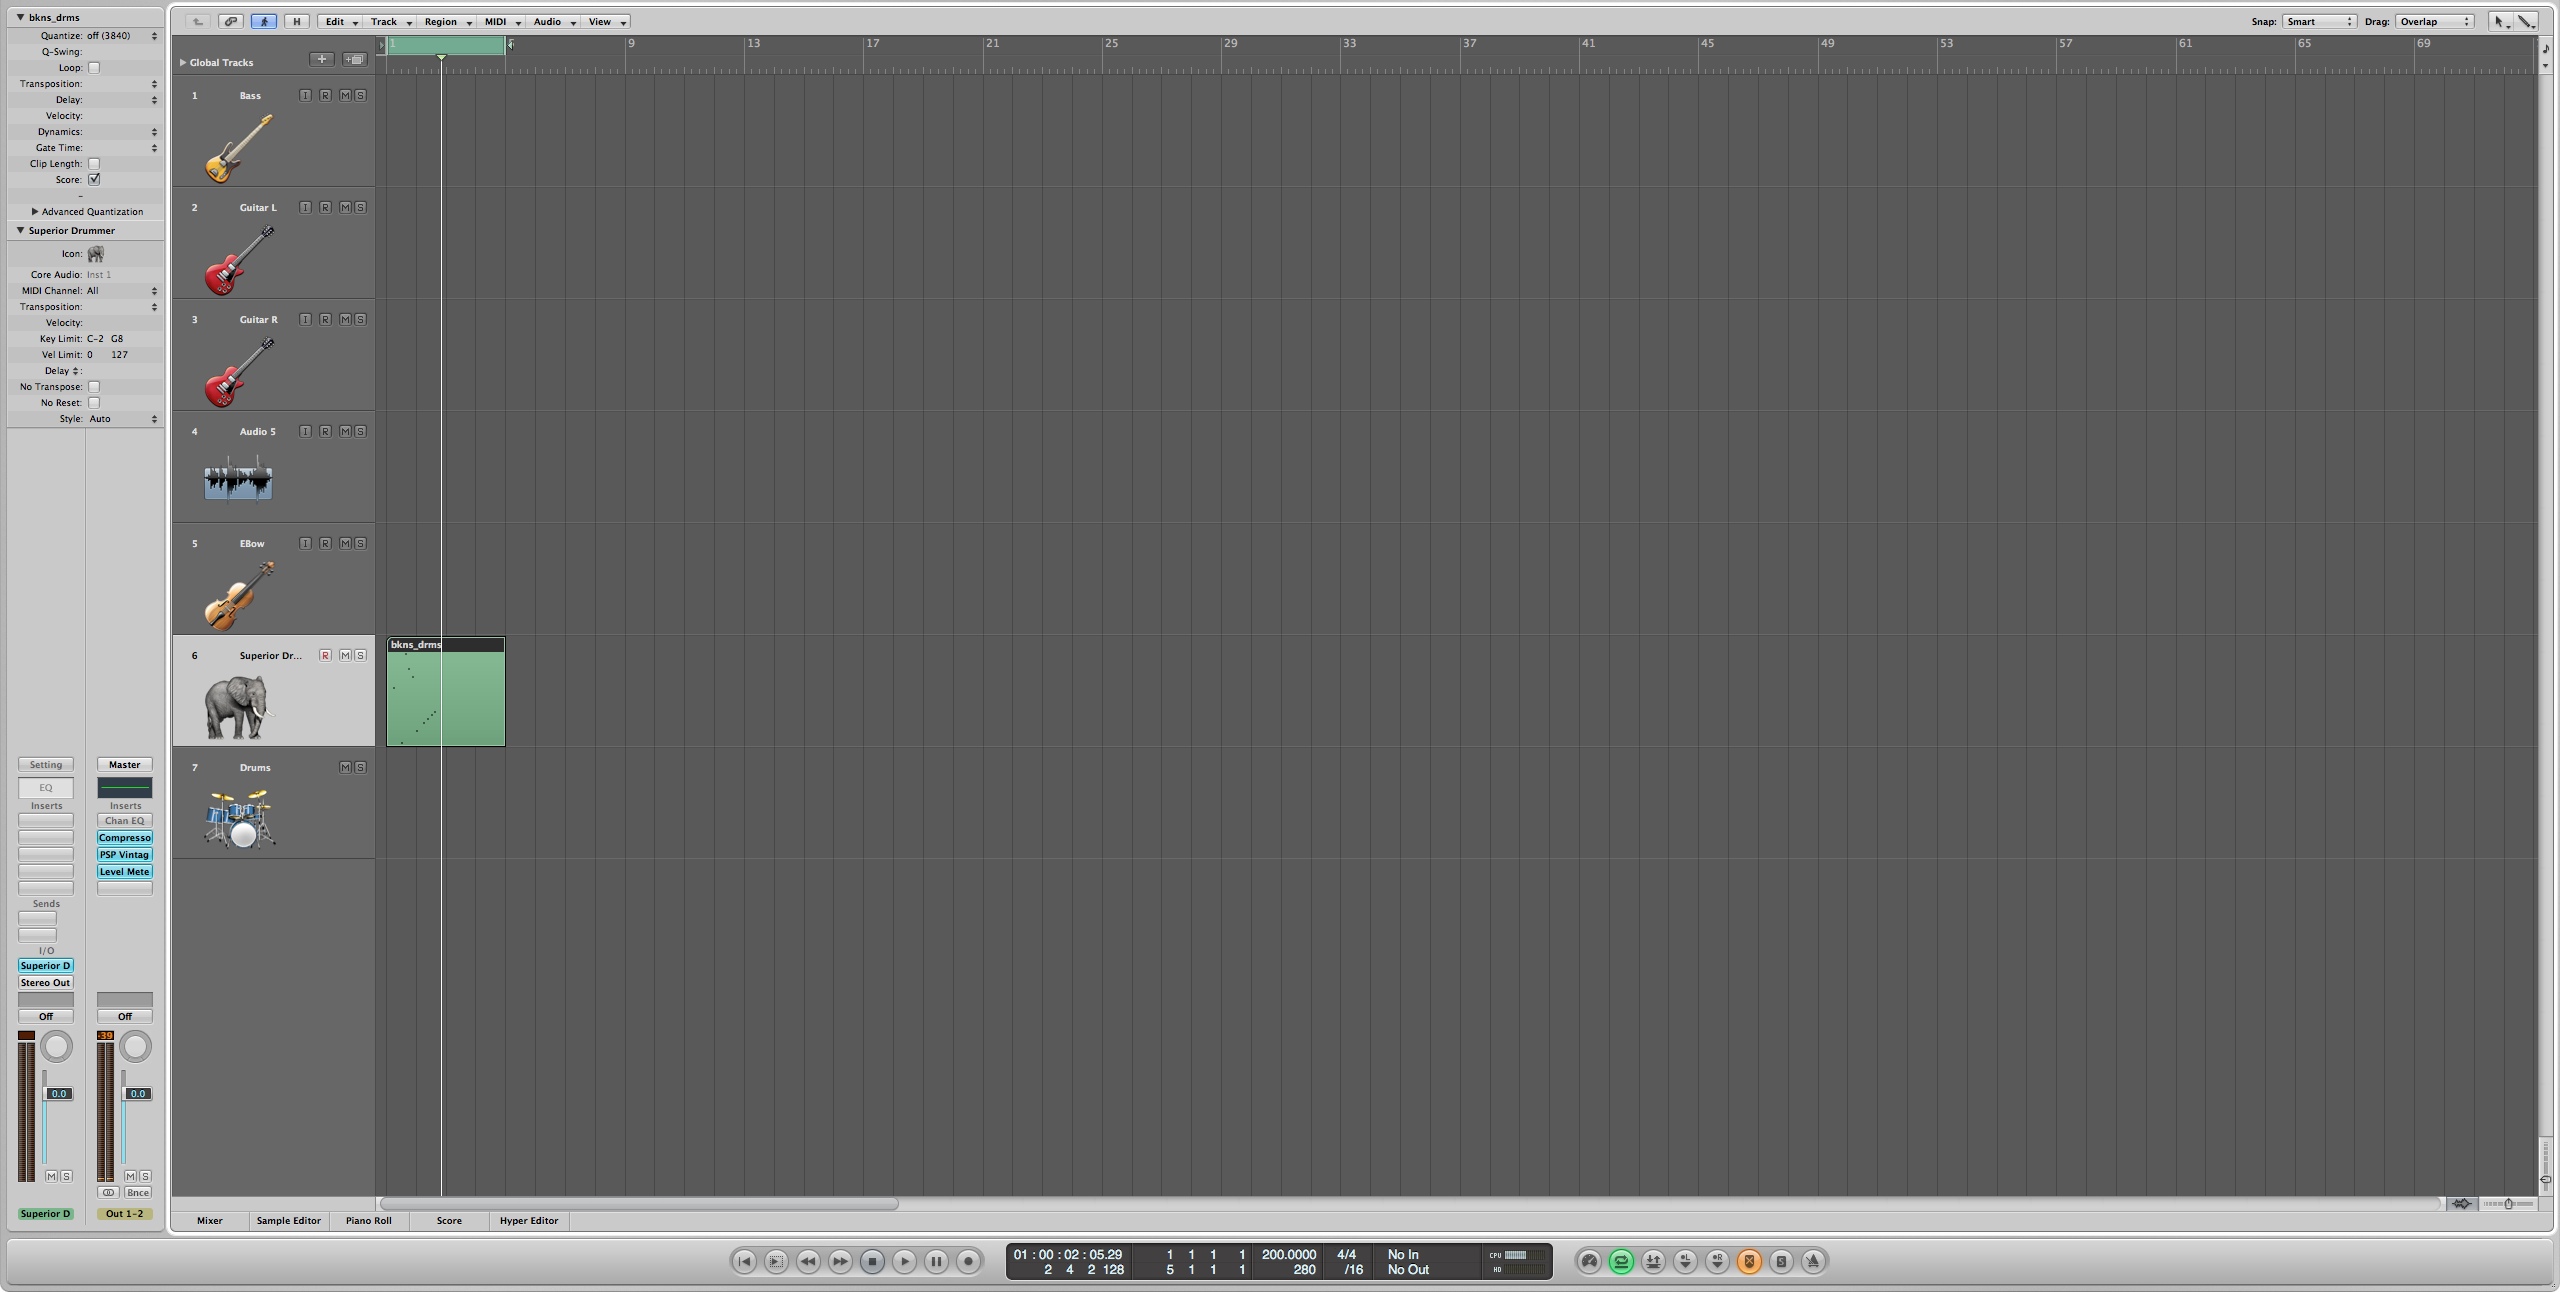 bkns_drms
Quantize: off (3840)
Q-Swing:
Loop:
Transposition:
Delay:
Velocity:
Dynamics:
Gate Time:
Clip Length:
Score:
-
Advanced Quantization
Superior Drummer
Icon:
Core Audio: Inst 1
MIDI Channel: All
Transposition:
Velocity:
Key Limit: C-2 G8
Vel Limit: 0 127
Delay :
No Transpose:
No Reset:
Style: Auto
Setting Master
EQ
Inserts Inserts
Chan EQ
Compresso
PSP Vintag
Level Mete
Sends
I/O
Superior D
Stereo Out
Off Off
-39
0.0 0.0
M S M S
Bnce
Superior D Out 1-2
H Edit Track Region MIDI Audio View Snap: Smart Drag: Overlap
1 9 13 17 21 25 29 33 37 41 45 49 53 57 61 65 69
Global Tracks
1 Bass I R M S
2 Guitar L I R M S
3 Guitar R I R M S
4 Audio 5 I R M S
5 EBow I R M S
6 Superior Dr... R M S
bkns_drms
7 Drums M S
Mixer Sample Editor Piano Roll Score Hyper Editor
01 : 00 : 02 : 05.29 1 1 1 1 200.0000 4/4 No In CPU
2 4 2 128 5 1 1 1 280 /16 No Out HD
L R S